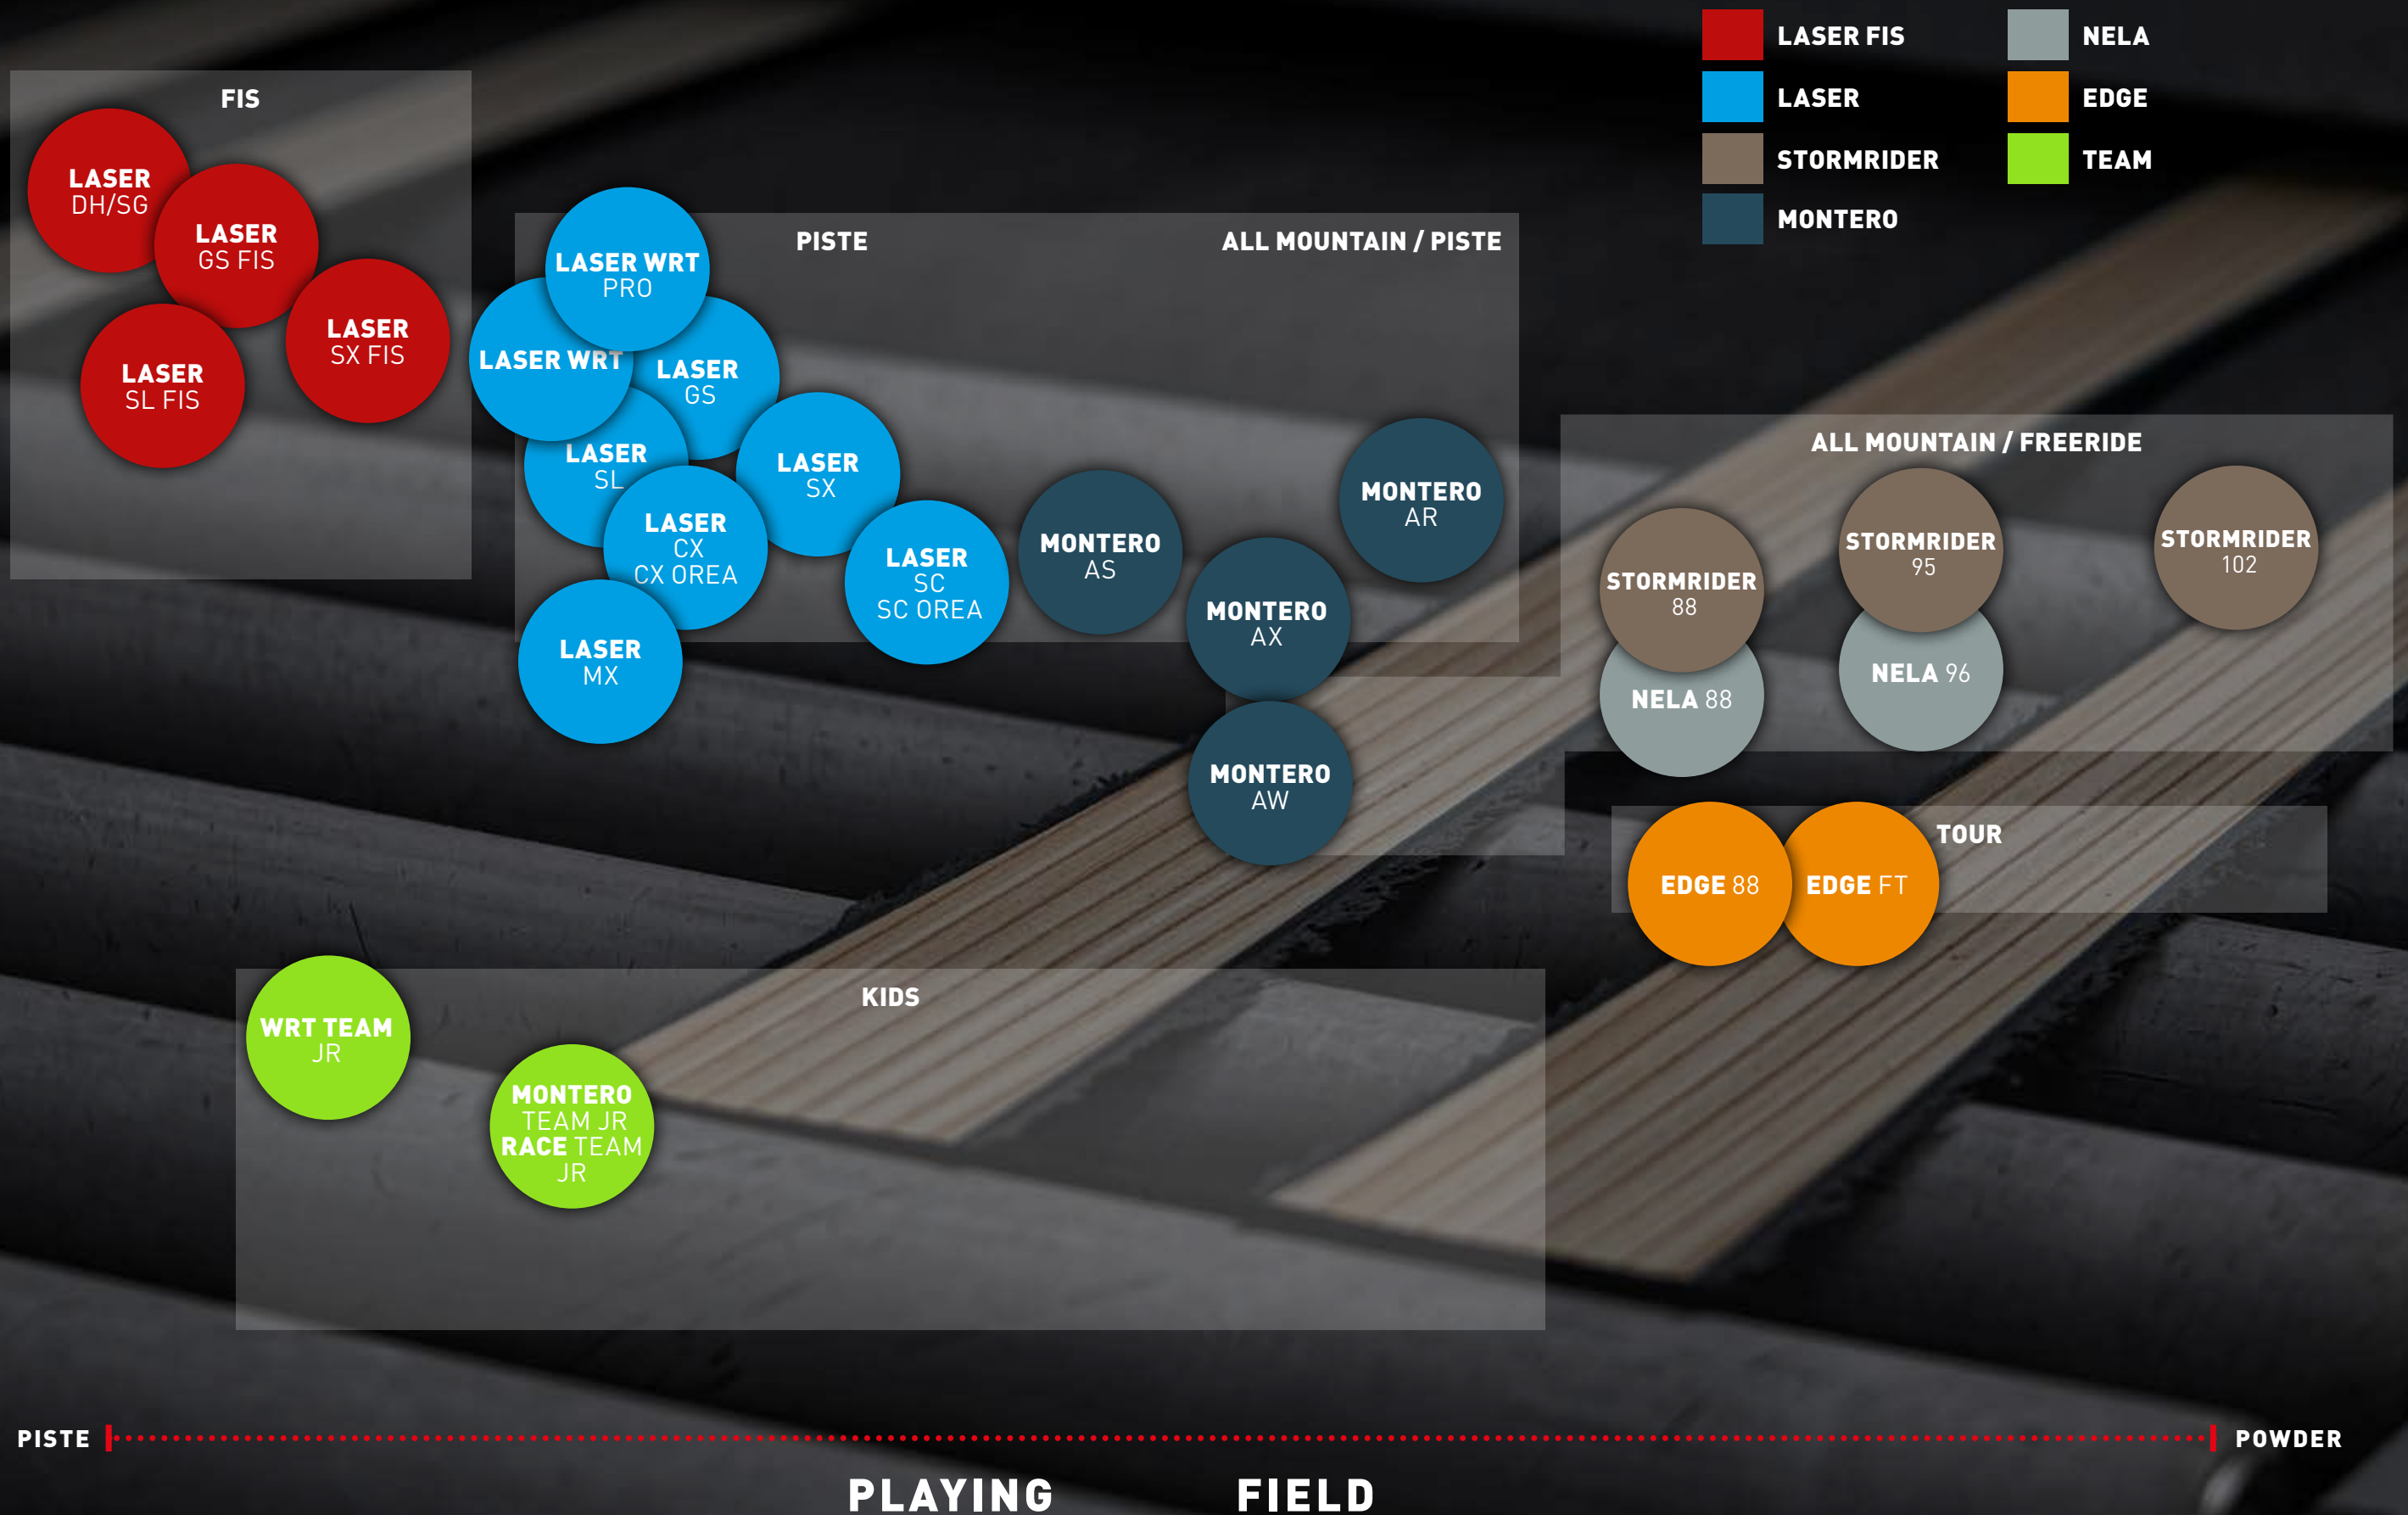 LASER FIS
LASER
STORMRIDER
MONTERO
NELA
EDGE
TEAM
FIS
LASER
DH/SG
LASER
GS FIS
LASER
SX FIS
LASER
SL FIS
PISTE
ALL MOUNTAIN / PISTE
LASER WRT
PRO
LASER WRT
LASER
GS
LASER
SL
LASER
SX
LASER
CX
CX OREA
LASER
SC
SC OREA
LASER
MX
MONTERO
AS
MONTERO
AX
MONTERO
AR
MONTERO
AW
ALL MOUNTAIN / FREERIDE
STORMRIDER
88
STORMRIDER
95
STORMRIDER
102
NELA 88
NELA 96
TOUR
EDGE 88
EDGE FT
KIDS
WRT TEAM
JR
MONTERO
TEAM JR
RACE TEAM
JR
PISTE
POWDER
PLAYING FIELD